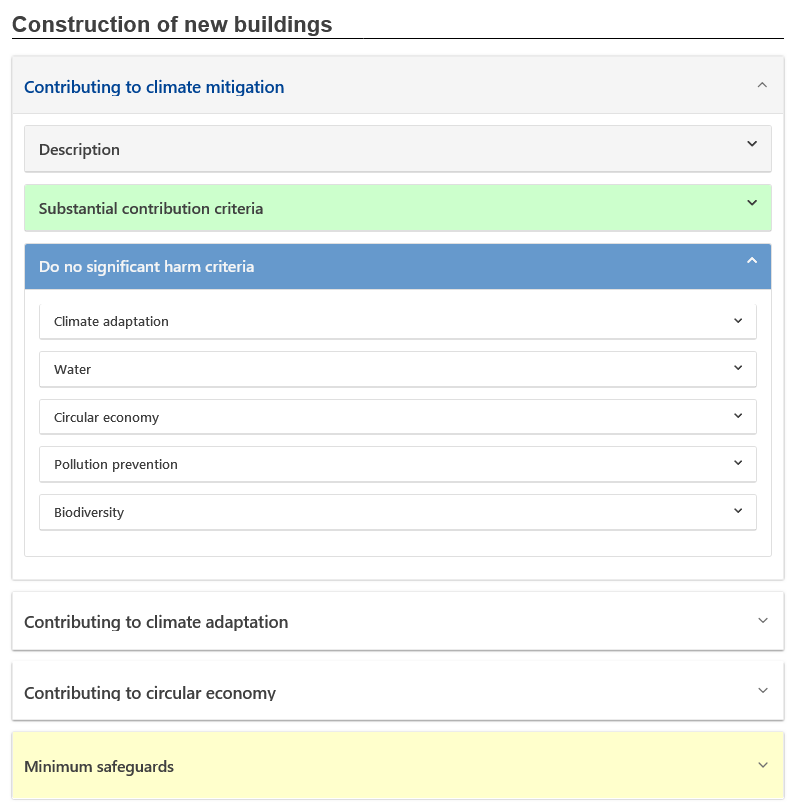 Construction of new buildings
Contributing to climate mitigation
Description
Substantial contribution criteria
Do no significant harm criteria
Climate adaptation
Water
Circular economy
Pollution prevention
Biodiversity
Contributing to climate adaptation
Contributing to circular economy
Minimum safeguards